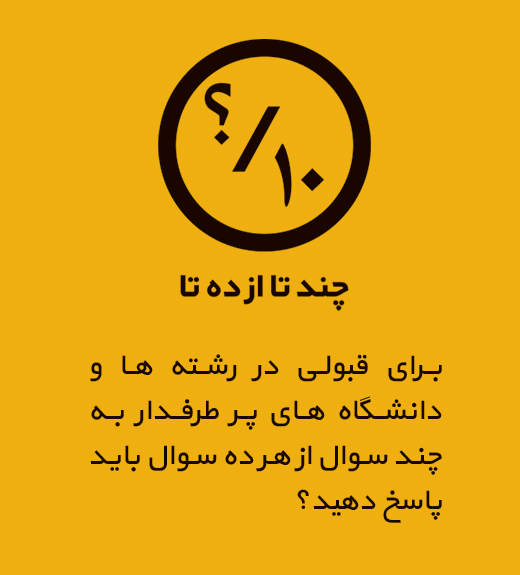 ؟/۱۰
چند تا از ده تا
برای قبولی در رشته ها و
دانشگاه های پر طرفدار به
چند سوال از هر ده سوال باید
پاسخ دهید؟